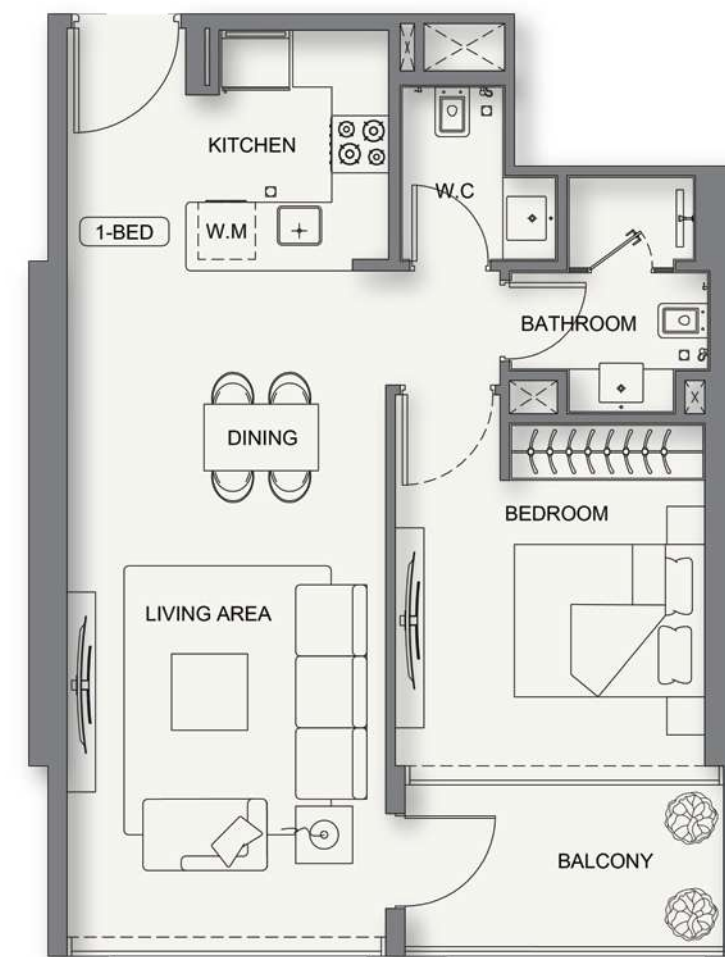 KITCHEN
W.C
1-BED
W.M
BATHROOM
DINING
BEDROOM
LIVING AREA
BALCONY